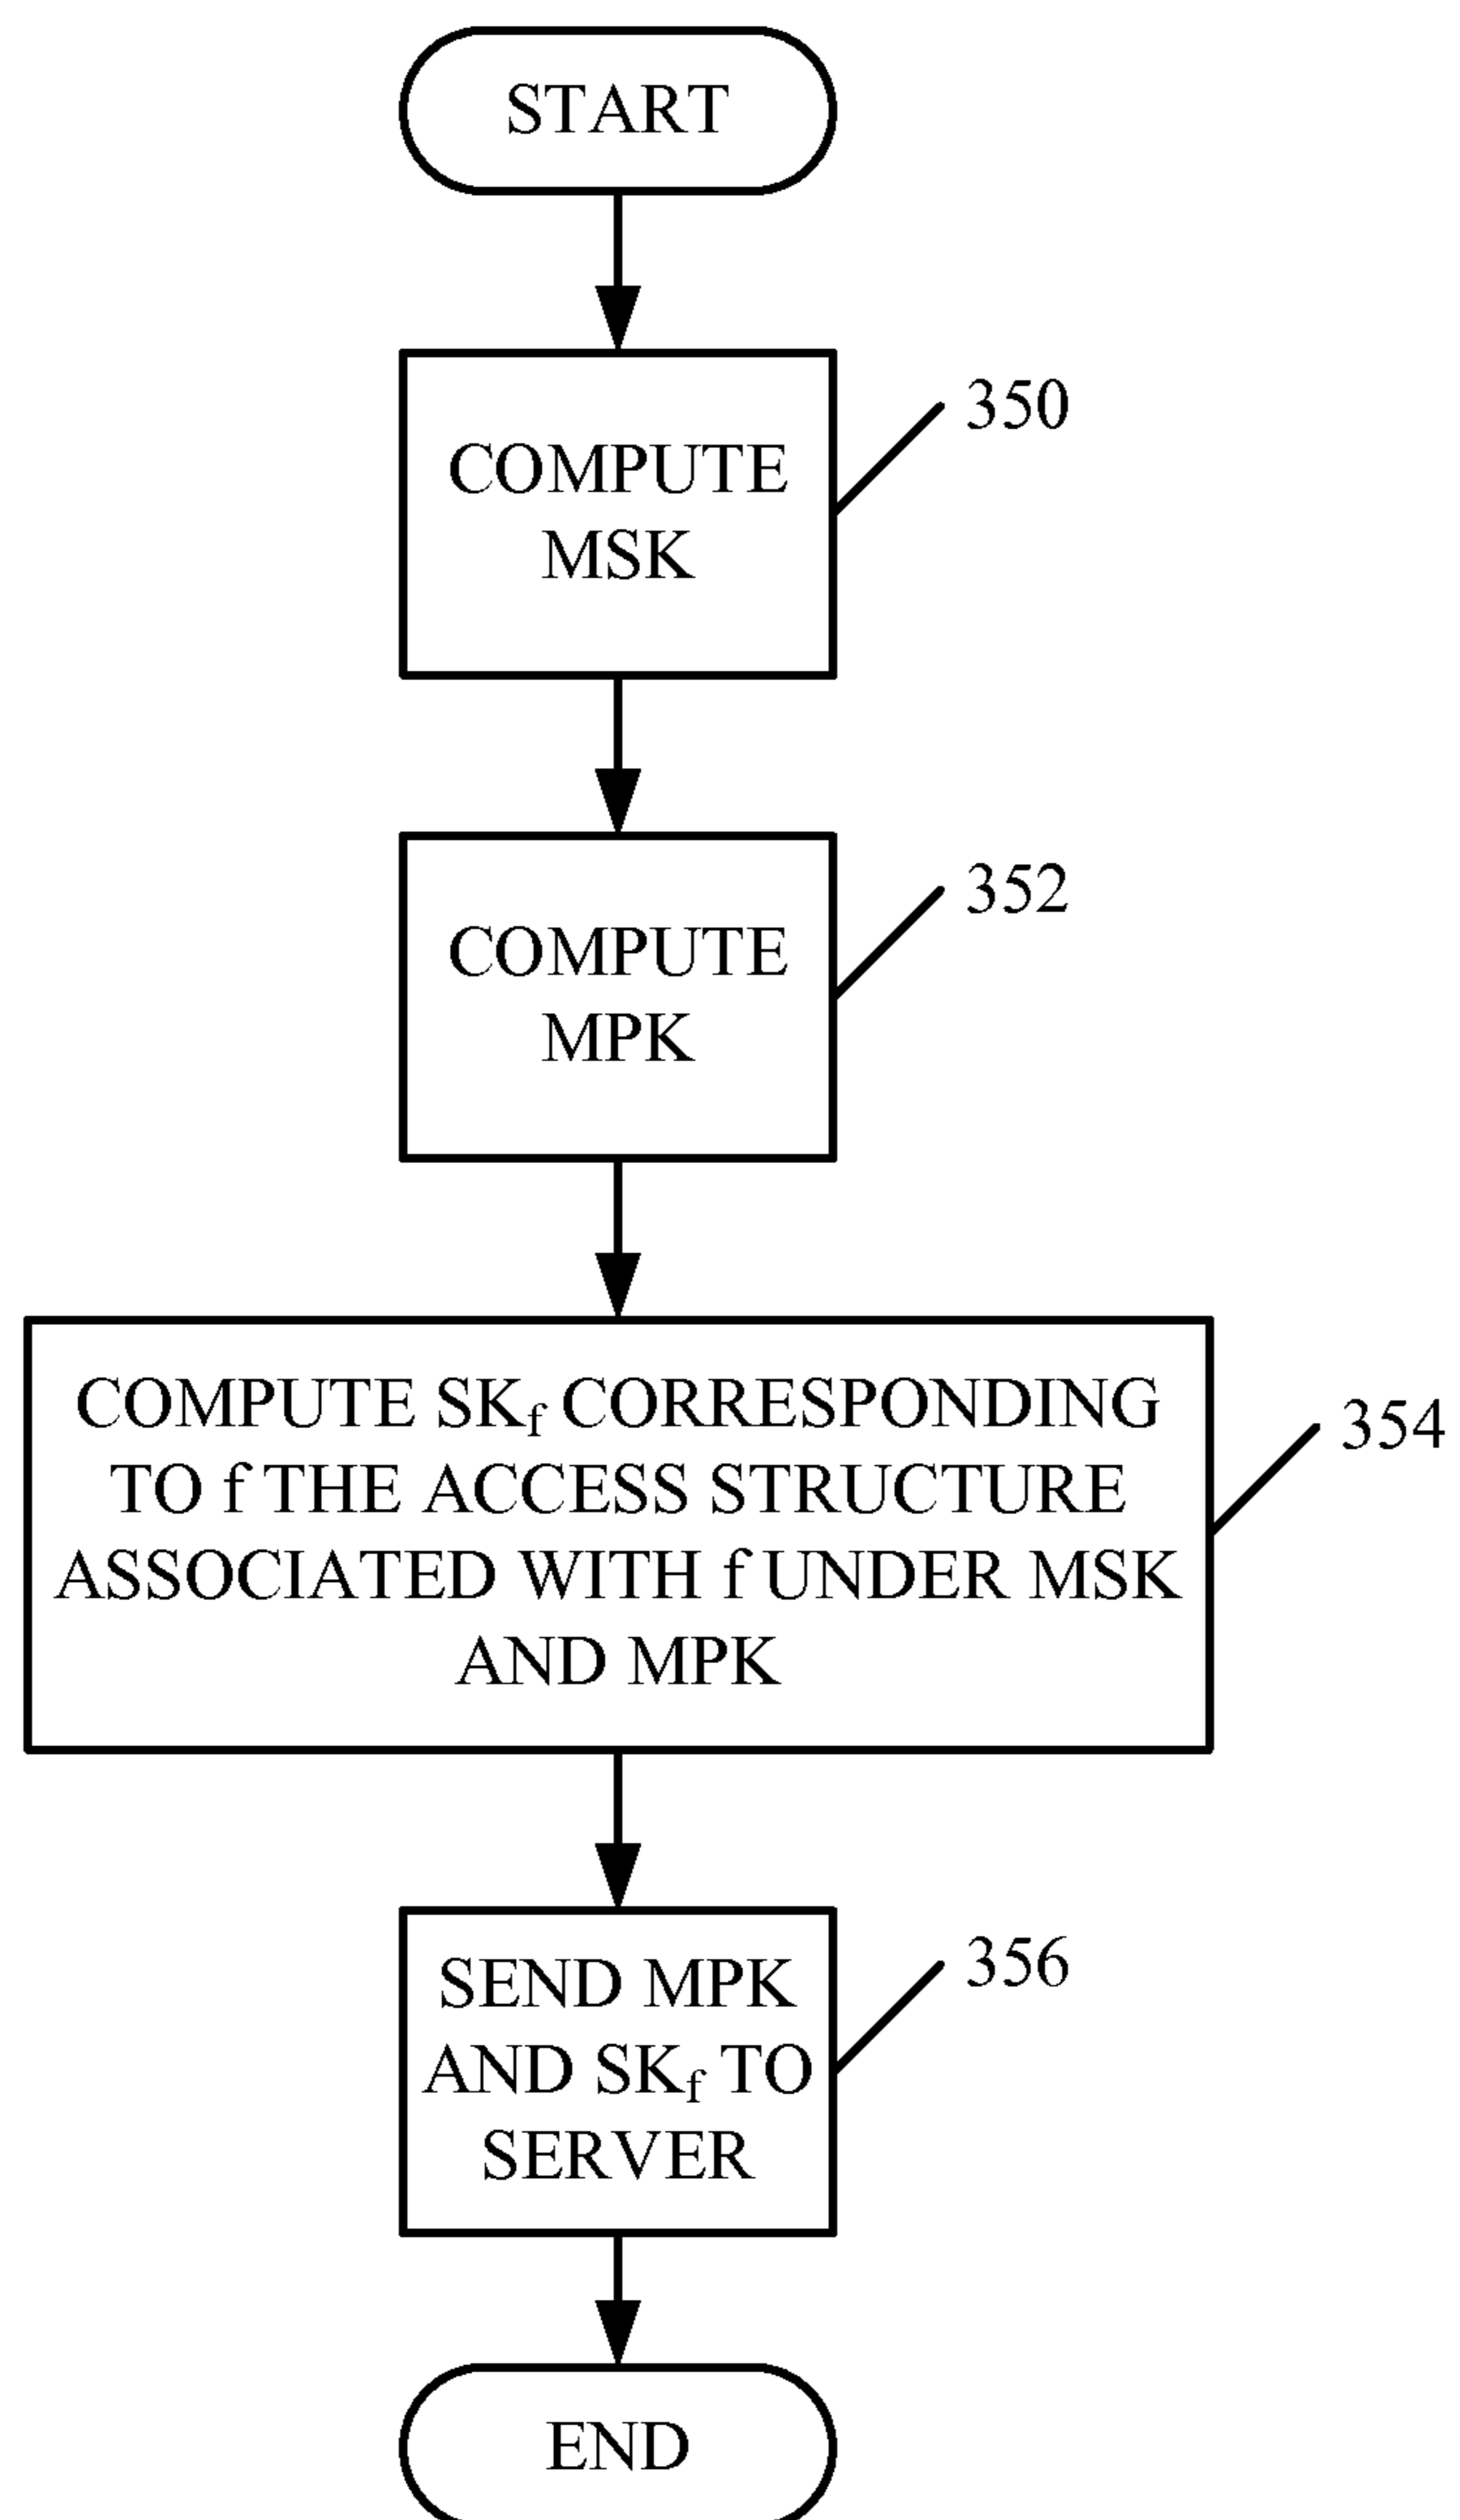 START
350
COMPUTE
MSK
352
COMPUTE
MPK
354
COMPUTE SKf CORRESPONDING
TO f THE ACCESS STRUCTURE
ASSOCIATED WITH f UNDER MSK
AND MPK
356
SEND MPK
AND SKf TO
SERVER
END